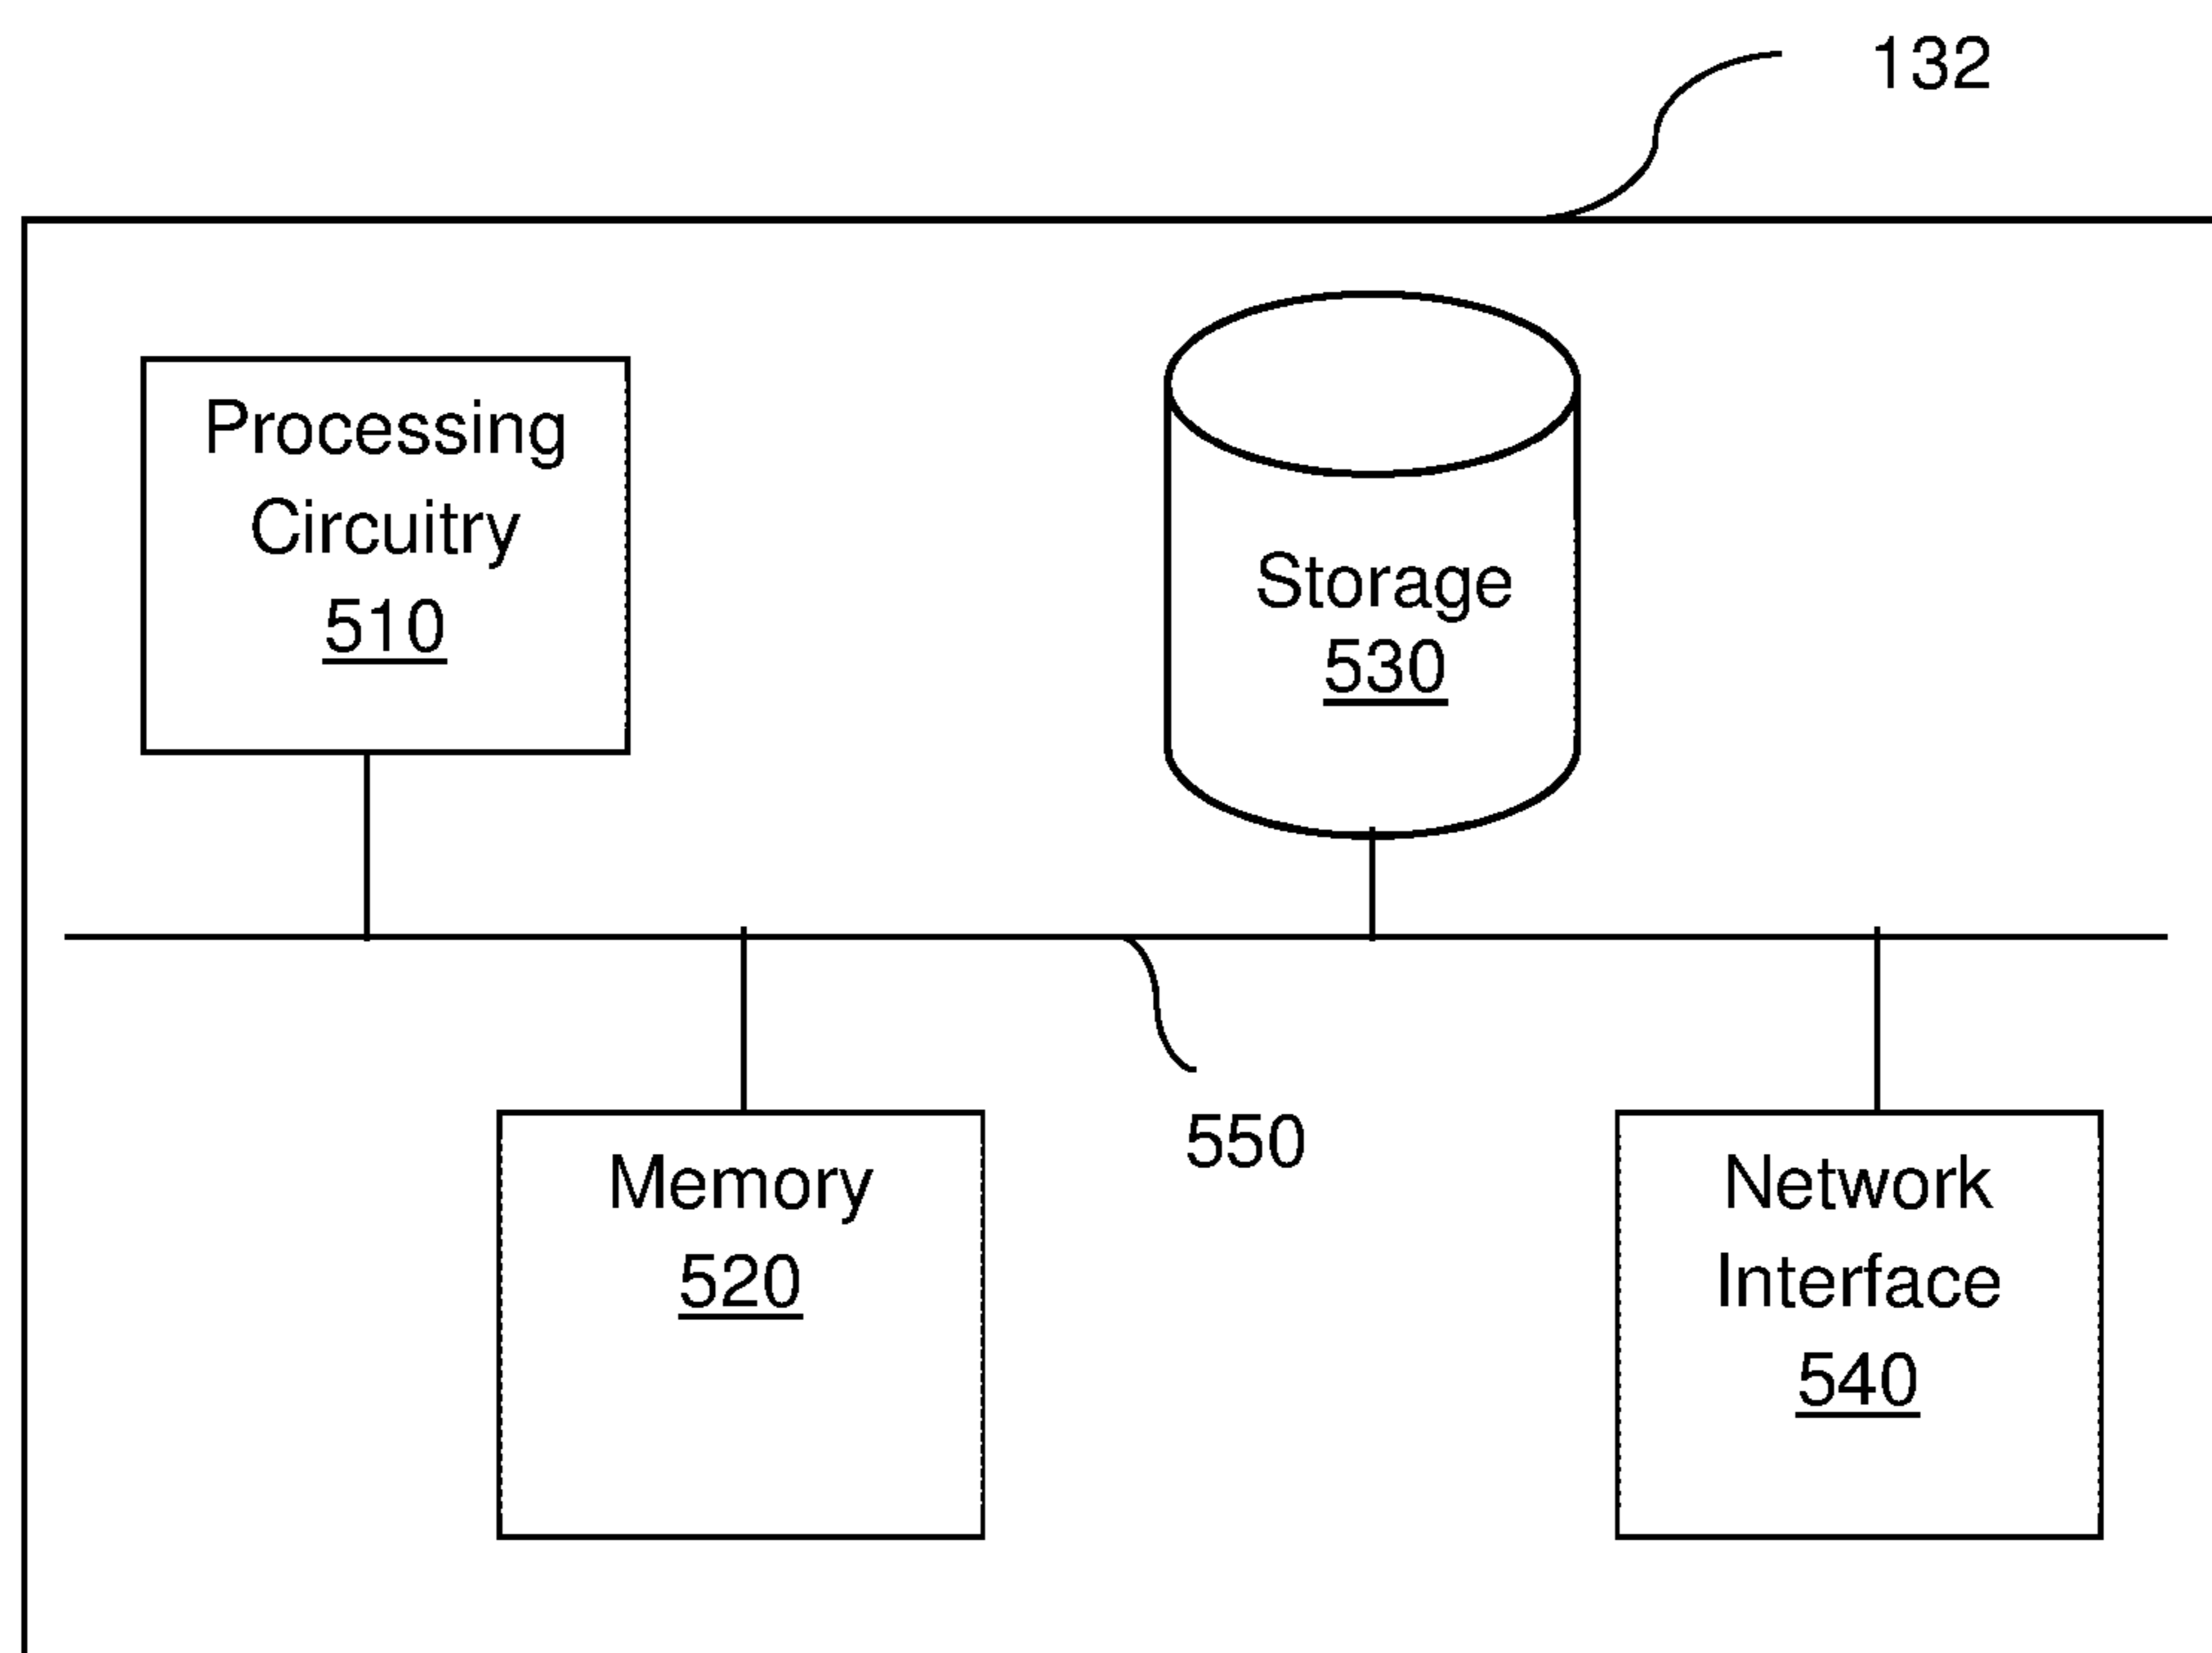 132
Processing
Circuitry
510
Storage
530
550
Memory
520
Network
Interface
540